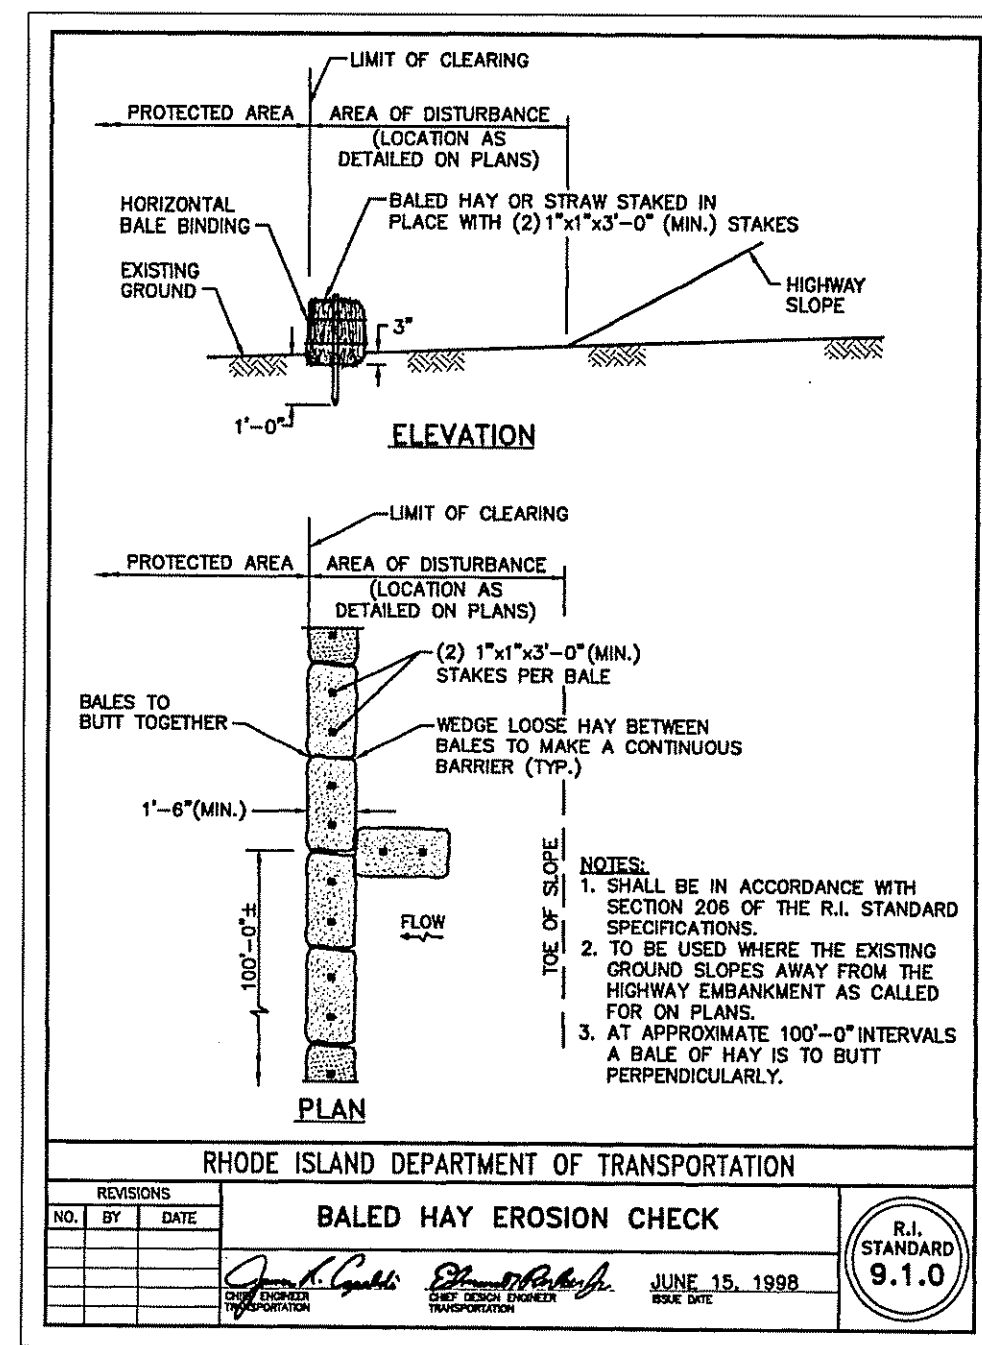 LIMIT OF CLEARING
PROTECTED AREA
AREA OF DISTURBANCE
(LOCATION AS
DETAILED ON PLANS)
HORIZONTAL
BALE BINDING
BALED HAY OR STRAW STAKED IN
PLACE WITH (2) 1"x1"x3'-0" (MIN.) STAKES
EXISTING
GROUND
HIGHWAY
SLOPE
3"
1'-0"
ELEVATION
LIMIT OF CLEARING
PROTECTED AREA
AREA OF DISTURBANCE
(LOCATION AS
DETAILED ON PLANS)
(2) 1"x1"x3'-0"(MIN.)
STAKES PER BALE
BALES TO
BUTT TOGETHER
WEDGE LOOSE HAY BETWEEN
BALES TO MAKE A CONTINUOUS
BARRIER (TYP.)
1'-6"(MIN.)
100'-0"±
FLOW
TOE OF SLOPE
NOTES:
1. SHALL BE IN ACCORDANCE WITH
SECTION 206 OF THE R.I. STANDARD
SPECIFICATIONS.
2. TO BE USED WHERE THE EXISTING
GROUND SLOPES AWAY FROM THE
HIGHWAY EMBANKMENT AS CALLED
FOR ON PLANS.
3. AT APPROXIMATE 100'-0" INTERVALS
A BALE OF HAY IS TO BUTT
PERPENDICULARLY.
PLAN
RHODE ISLAND DEPARTMENT OF TRANSPORTATION
REVISIONS
NO. BY DATE
BALED HAY EROSION CHECK
CHIEF ENGINEER
TRANSPORTATION
CHIEF DESIGN ENGINEER
TRANSPORTATION
JUNE 15, 1998
ISSUE DATE
R.I.
STANDARD
9.1.0